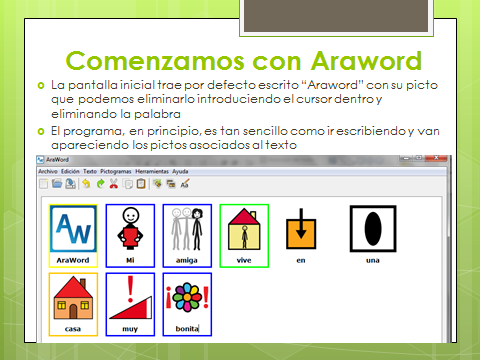 Comenzamos con Araword
La pantalla inicial trae por defecto escrito “Araword” con su picto
que podemos eliminarlo introduciendo el cursor dentro y
eliminando la palabra
El programa, en principio, es tan sencillo como ir escribiendo y van
apareciendo los pictos asociados al texto
AraWord
Archivo Edición Texto Pictogramas Herramientas Ayuda
AW
AraWord Mi amiga vive en una
casa muy bonita